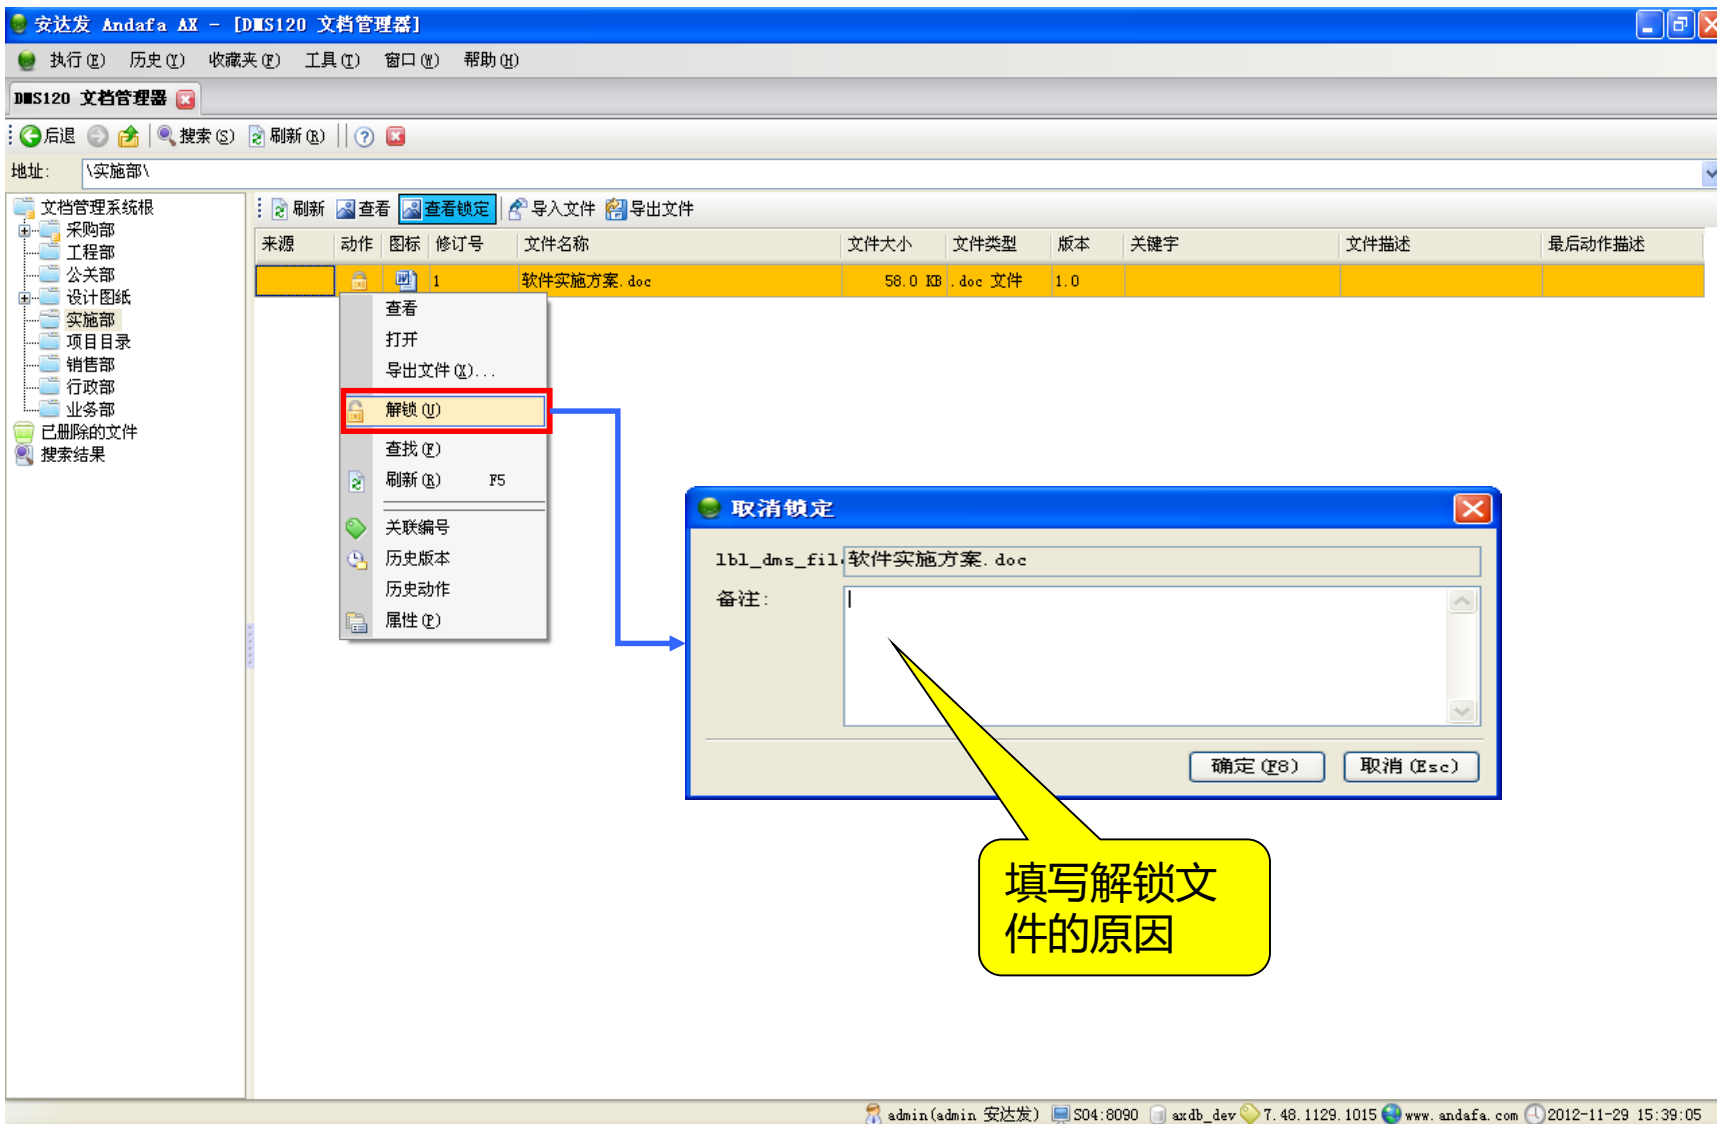 安达发 Andafa AX - [DMS120 文档管理器]
执行(E) 历史(Y) 收藏夹(F) 工具(T) 窗口(W) 帮助(H)
DMS120 文档管理器
后退 搜索(S) 刷新(R)
地址: \实施部\
文档管理系统根
采购部
工程部
公关部
设计图纸
实施部
项目目录
销售部
行政部
业务部
已删除的文件
搜索结果
刷新 查看 查看锁定 导入文件 导出文件
来源 动作 图标 修订号 文件名称 文件大小 文件类型 版本 关键字 文件描述 最后动作描述
1 软件实施方案.doc 58.0 KB .doc 文件 1.0
查看
打开
导出文件(X)...
解锁(U)
查找(F)
刷新(R) F5
关联编号
历史版本
历史动作
属性(P)
取消锁定
lbl_dms_fil 软件实施方案.doc
备注:
确定(F8) 取消(Esc)
填写解锁文
件的原因
admin(admin 安达发) S04:8090 axdb_dev 7.48.1129.1015 www.andafa.com 2012-11-29 15:39:05